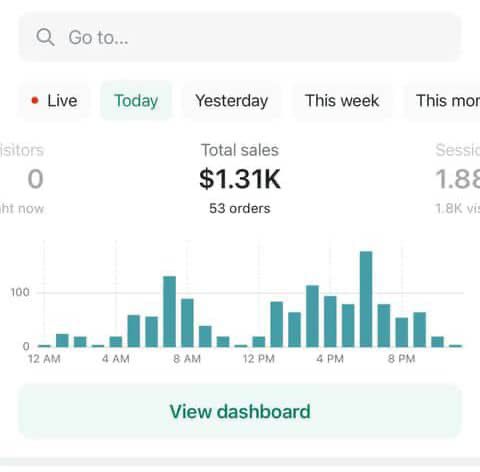 Go to...
Live Today Yesterday This week This mon
isitors Total sales Sessio
0 $1.31K 1.88
ht now 53 orders 1.8K vis
100
0
12 AM 4 AM 8 AM 12 PM 4 PM 8 PM
View dashboard